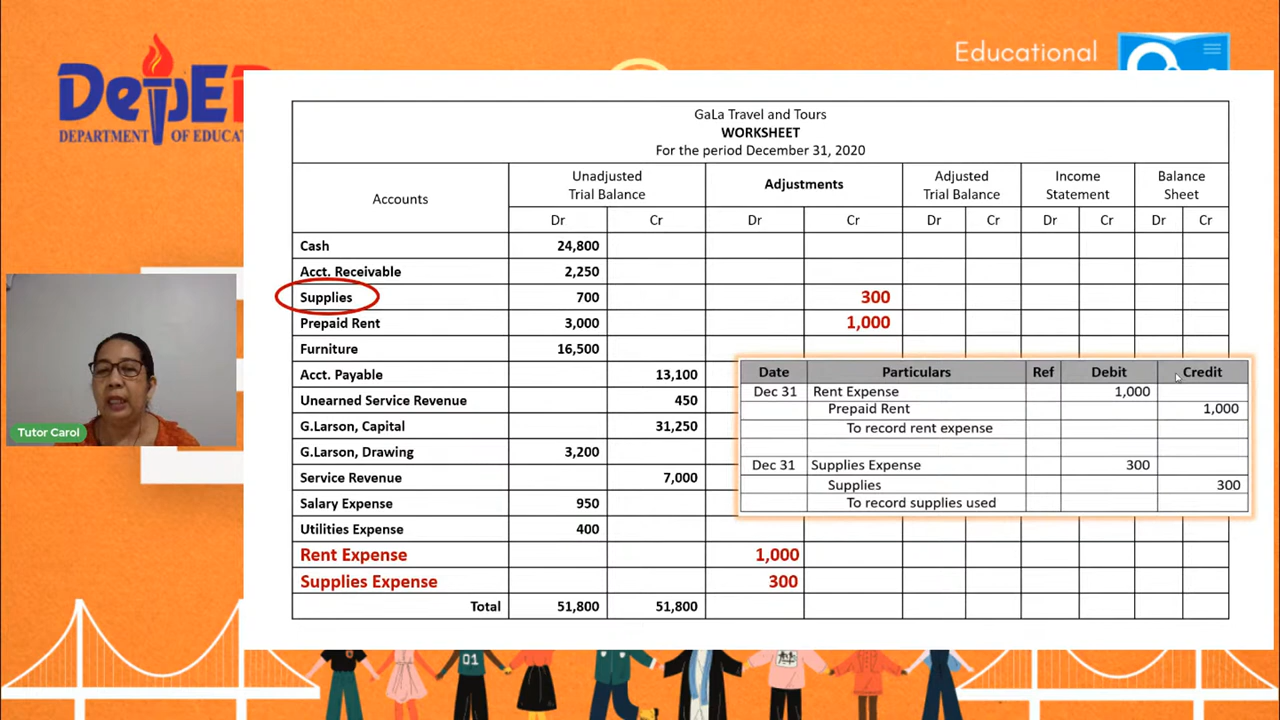 DepE
DEPARTMENT OF EDUCA
Educational
GaLa Travel and Tours
WORKSHEET
For the period December 31, 2020
Accounts
Unadjusted
Trial Balance
Adjustments
Adjusted
Trial Balance
Income
Statement
Balance
Sheet
Dr Cr Dr Cr Dr Cr Dr Cr Dr Cr
Cash 24,800
Acct. Receivable 2,250
Supplies 700 300
Prepaid Rent 3,000 1,000
Furniture 16,500
Acct. Payable 13,100
Unearned Service Revenue 450
G.Larson, Capital 31,250
G.Larson, Drawing 3,200
Service Revenue 7,000
Salary Expense 950
Utilities Expense 400
Rent Expense 1,000
Supplies Expense 300
Total 51,800 51,800
Date Particulars Ref Debit Credit
Dec 31 Rent Expense 1,000
Prepaid Rent 1,000
To record rent expense
Dec 31 Supplies Expense 300
Supplies 300
To record supplies used
Tutor Carol
01